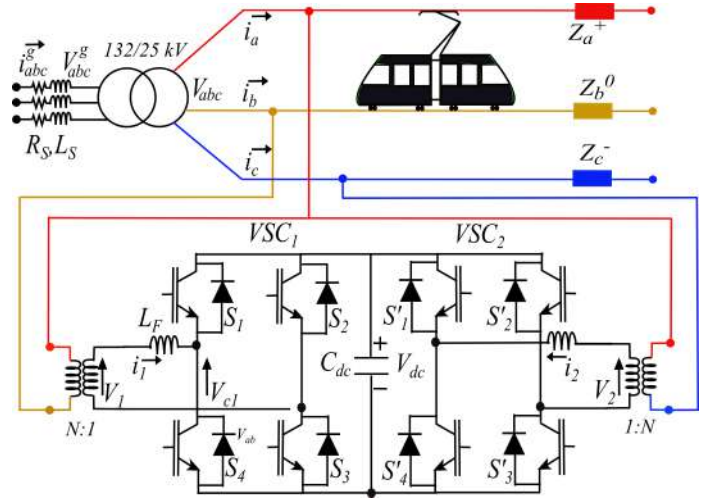 i^g_abc V^g_abc 132/25 kV
R_S,L_S
V_abc
i_a
i_b
i_c
Z_a^+
Z_b^0
Z_c^-
VSC_1 VSC_2
S_1 S_2 S'_1 S'_2
L_F
i_1 i_2
V_1 V_c1 C_dc + V_dc − V_2
S_4 V_ab S_3 S'_4 S'_3
N:1 1:N